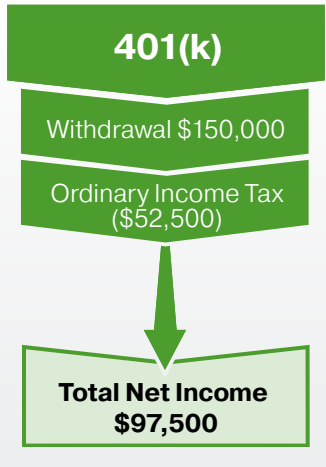 401(k)
Withdrawal $150,000
Ordinary Income Tax
($52,500)
Total Net Income
$97,500